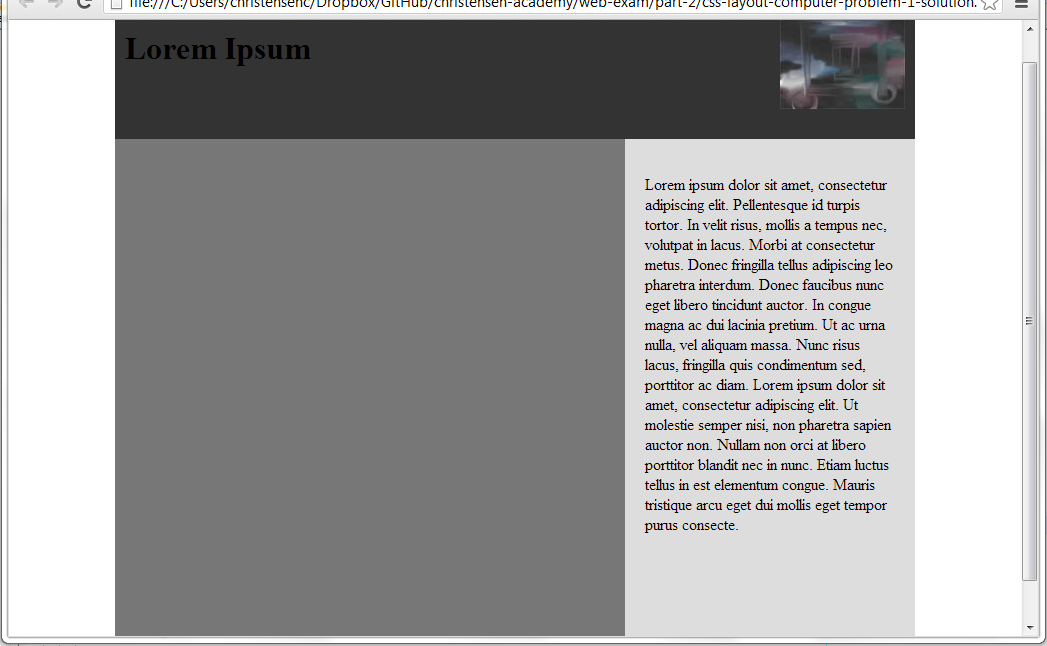 file:///C:/Users/christensenc/Dropbox/GitHub/christensen-academy/web-exam/part-2/css-layout-computer-problem-1-solution.
Lorem Ipsum
Lorem ipsum dolor sit amet, consectetur
adipiscing elit. Pellentesque id turpis
tortor. In velit risus, mollis a tempus nec,
volutpat in lacus. Morbi at consectetur
metus. Donec fringilla tellus adipiscing leo
pharetra interdum. Donec faucibus nunc
eget libero tincidunt auctor. In congue
magna ac dui lacinia pretium. Ut ac urna
nulla, vel aliquam massa. Nunc risus
lacus, fringilla quis condimentum sed,
porttitor ac diam. Lorem ipsum dolor sit
amet, consectetur adipiscing elit. Ut
molestie semper nisi, non pharetra sapien
auctor non. Nullam non orci at libero
porttitor blandit nec in nunc. Etiam luctus
tellus in est elementum congue. Mauris
tristique arcu eget dui mollis eget tempor
purus consecte.